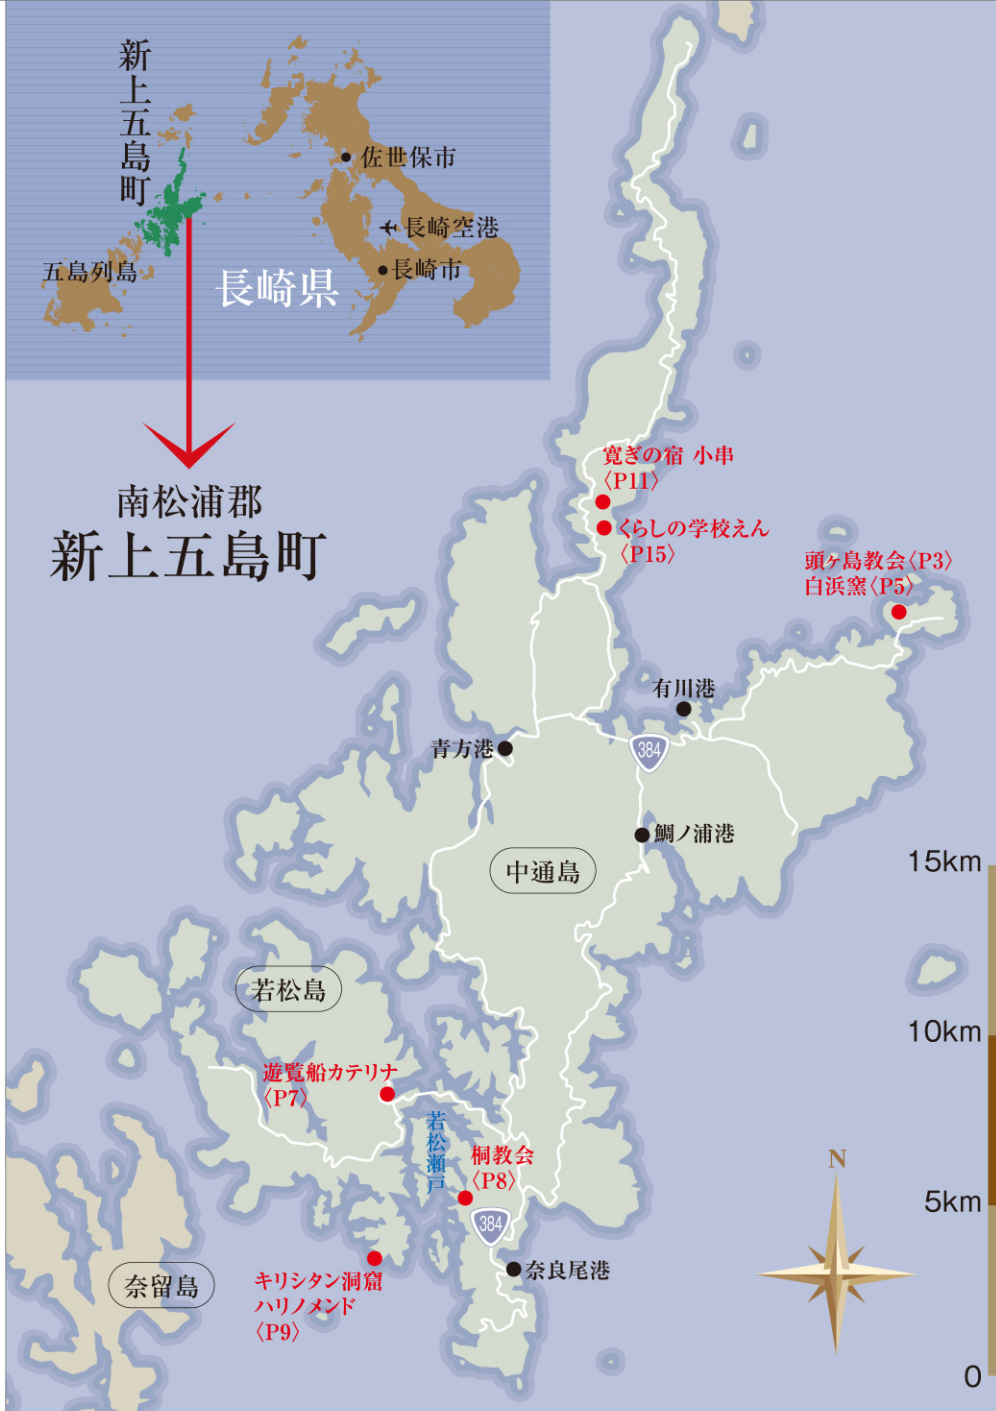 新上五島町
佐世保市
長崎空港
長崎市
五島列島
長崎県
南松浦郡
新上五島町
寛ぎの宿 小串
〈P11〉
くらしの学校えん
〈P15〉
頭ヶ島教会〈P3〉
白浜窯〈P5〉
有川港
青方港
384
鯛ノ浦港
中通島
15km
若松島
10km
遊覧船カテリナ
〈P7〉
若松瀬戸
桐教会
〈P8〉
N
5km
384
奈良尾港
奈留島
キリシタン洞窟
ハリノメンド
〈P9〉
0